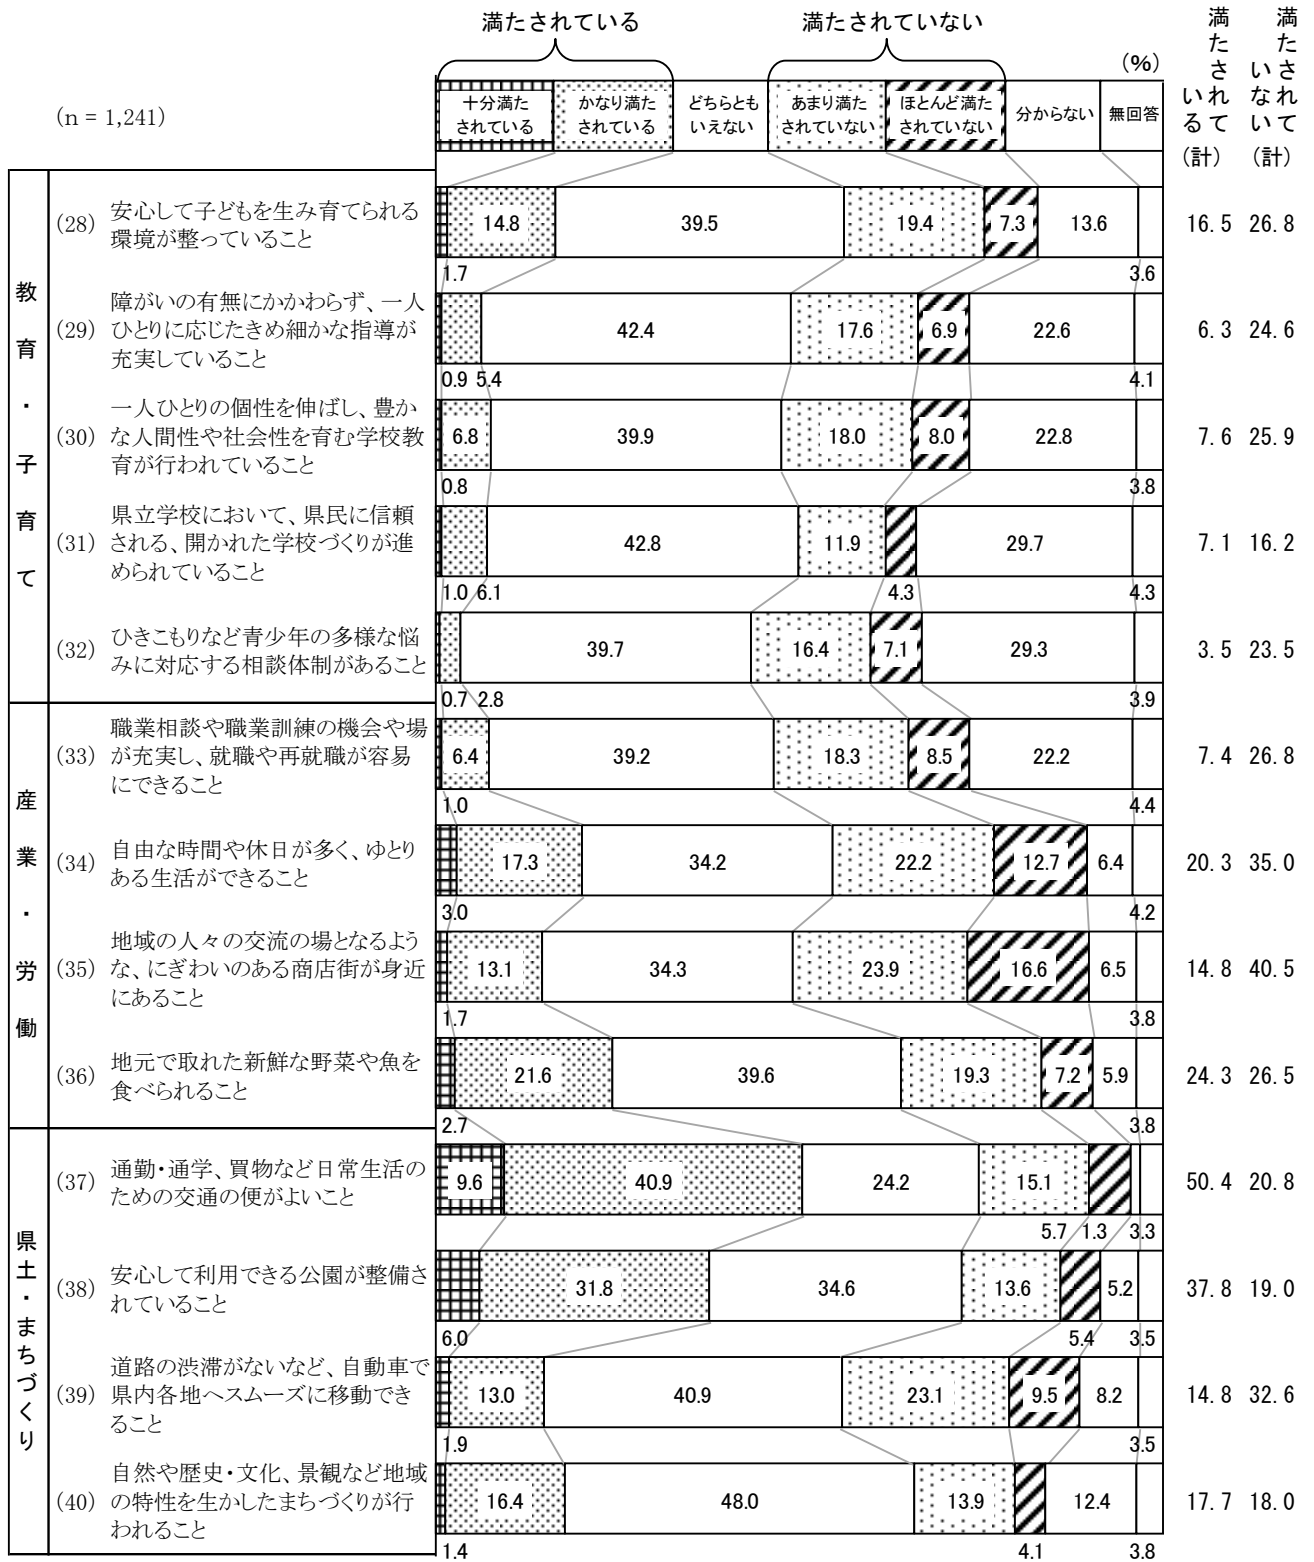 満たされている
満たされていない
(%)
満たされている(計)
満たされていない(計)
(n = 1,241)
十分満たされている
かなり満たされている
どちらともいえない
あまり満たされていない
ほとんど満たされていない
分からない
無回答
教育・子育て
(28) 安心して子どもを生み育てられる
環境が整っていること
14.8 39.5 19.4 7.3 13.6 16.5 26.8
1.7 3.6
障がいの有無にかかわらず、一人
(29) ひとりに応じたきめ細かな指導が
充実していること
42.4 17.6 6.9 22.6 6.3 24.6
0.9 5.4 4.1
一人ひとりの個性を伸ばし、豊か
(30) な人間性や社会性を育む学校教
育が行われていること
6.8 39.9 18.0 8.0 22.8 7.6 25.9
0.8 3.8
県立学校において、県民に信頼
(31) される、開かれた学校づくりが進
められていること
42.8 11.9 29.7 7.1 16.2
1.0 6.1 4.3 4.3
(32) ひきこもりなど青少年の多様な悩
みに対応する相談体制があること
39.7 16.4 7.1 29.3 3.5 23.5
0.7 2.8 3.9
産業・労働
職業相談や職業訓練の機会や場
(33) が充実し、就職や再就職が容易
にできること
6.4 39.2 18.3 8.5 22.2 7.4 26.8
1.0 4.4
(34) 自由な時間や休日が多く、ゆとり
ある生活ができること
17.3 34.2 22.2 12.7 6.4 20.3 35.0
3.0 4.2
地域の人々の交流の場となるよう
(35) な、にぎわいのある商店街が身近
にあること
13.1 34.3 23.9 16.6 6.5 14.8 40.5
1.7 3.8
(36) 地元で取れた新鮮な野菜や魚を
食べられること
21.6 39.6 19.3 7.2 5.9 24.3 26.5
2.7 3.8
県土・まちづくり
(37) 通勤・通学、買物など日常生活の
ための交通の便がよいこと
9.6 40.9 24.2 15.1 50.4 20.8
5.7 1.3 3.3
(38) 安心して利用できる公園が整備さ
れていること
31.8 34.6 13.6 5.2 37.8 19.0
6.0 5.4 3.5
道路の渋滞がないなど、自動車で
(39) 県内各地へスムーズに移動でき
ること
13.0 40.9 23.1 9.5 8.2 14.8 32.6
1.9 3.5
自然や歴史・文化、景観など地域
(40) の特性を生かしたまちづくりが行
われること
16.4 48.0 13.9 12.4 17.7 18.0
1.4 4.1 3.8